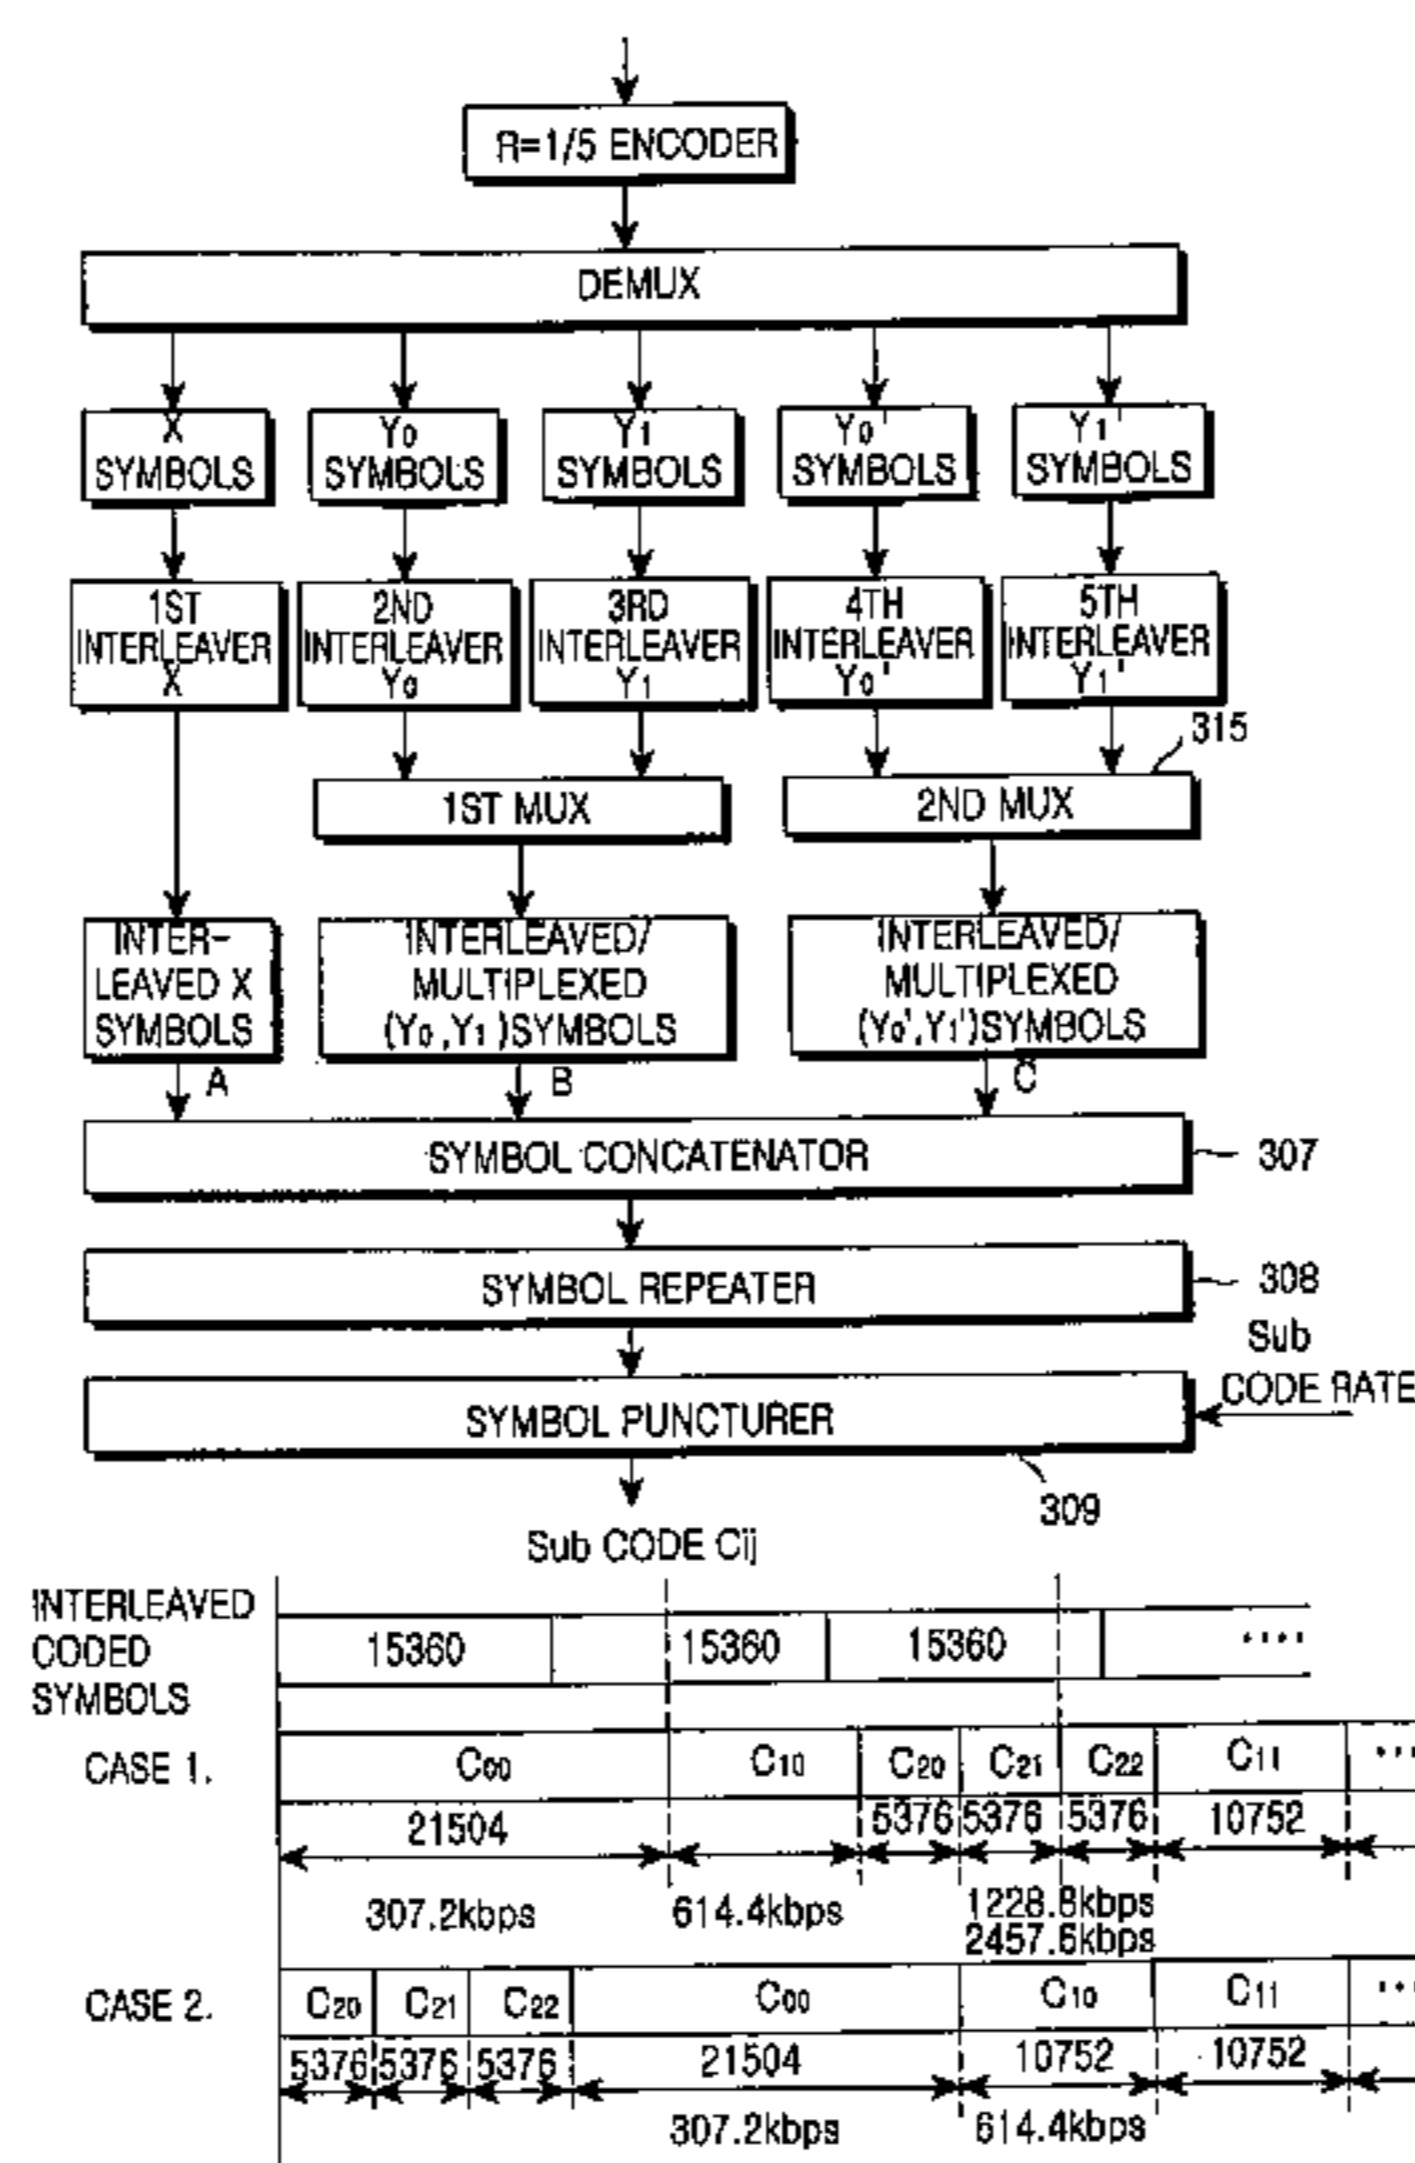 R=1/5 ENCODER
DEMUX
X
SYMBOLS
Y0
SYMBOLS
Y1
SYMBOLS
Y0'
SYMBOLS
Y1'
SYMBOLS
1ST
INTERLEAVER
X
2ND
INTERLEAVER
Y0
3RD
INTERLEAVER
Y1
4TH
INTERLEAVER
Y0'
5TH
INTERLEAVER
Y1'
315
1ST MUX
2ND MUX
INTER-
LEAVED X
SYMBOLS
INTERLEAVED/
MULTIPLEXED
(Y0,Y1)SYMBOLS
INTERLEAVED/
MULTIPLEXED
(Y0',Y1')SYMBOLS
A
B
C
SYMBOL CONCATENATOR
307
SYMBOL REPEATER
308
Sub
CODE RATE
SYMBOL PUNCTURER
309
Sub CODE Cij
INTERLEAVED
CODED
SYMBOLS
15360 15360 15360 ....
CASE 1. C00 C10 C20 C21 C22 C11 ...
21504 5376 5376 5376 10752
307.2kbps 614.4kbps 1228.8kbps
2457.6kbps
CASE 2. C20 C21 C22 C00 C10 C11 ...
5376 5376 5376 21504 10752 10752
307.2kbps 614.4kbps